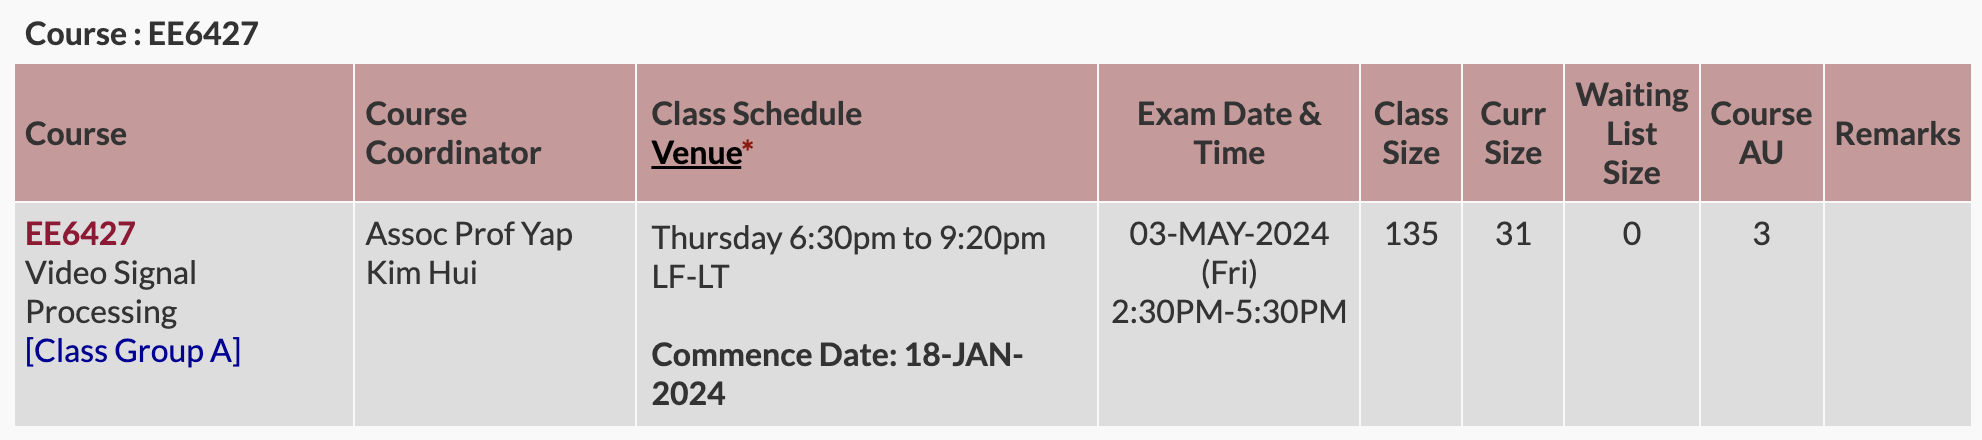 Course : EE6427
Course
Course
Coordinator
Class Schedule
Venue*
Exam Date &
Time
Class
Size
Curr
Size
Waiting
List
Size
Course
AU
Remarks
EE6427
Video Signal
Processing
[Class Group A]
Assoc Prof Yap
Kim Hui
Thursday 6:30pm to 9:20pm
LF-LT
Commence Date: 18-JAN-
2024
03-MAY-2024
(Fri)
2:30PM-5:30PM
135
31
0
3